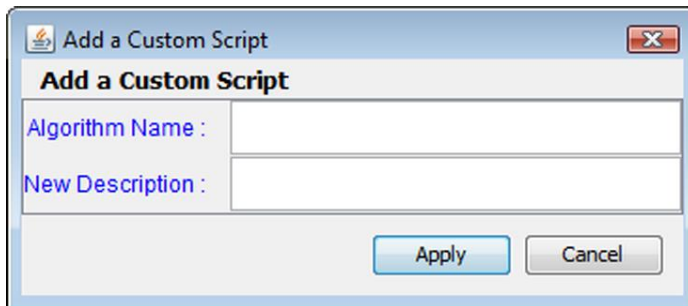 Add a Custom Script
Add a Custom Script
Algorithm Name :
New Description :
Apply Cancel